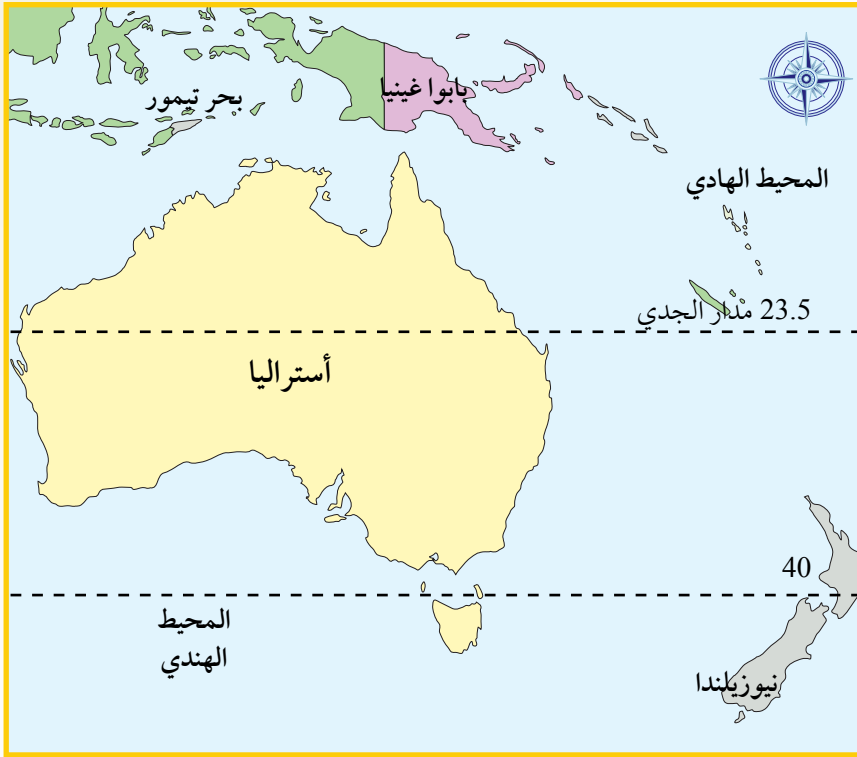 بابوا غينيا
بحر تيمور
المحيط الهادي
23.5 مدار الجدي
أستراليا
40
المحيط
الهندي
نيوزيلندا